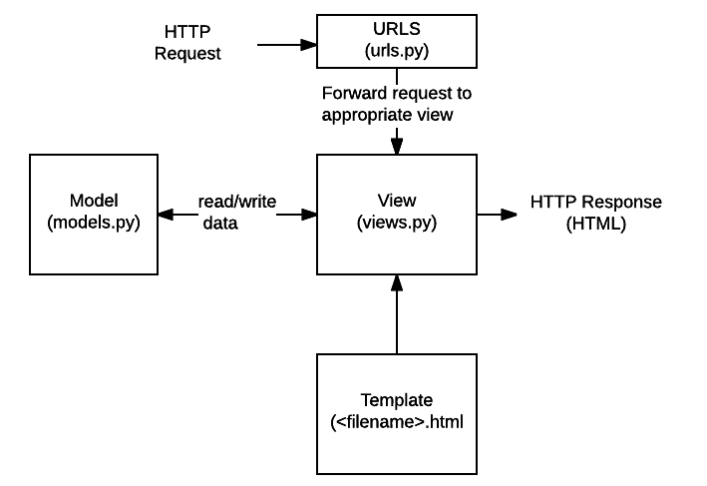 HTTP
Request
URLS
(urls.py)
Forward request to
appropriate view
Model
(models.py)
read/write
data
View
(views.py)
HTTP Response
(HTML)
Template
(<filename>.html